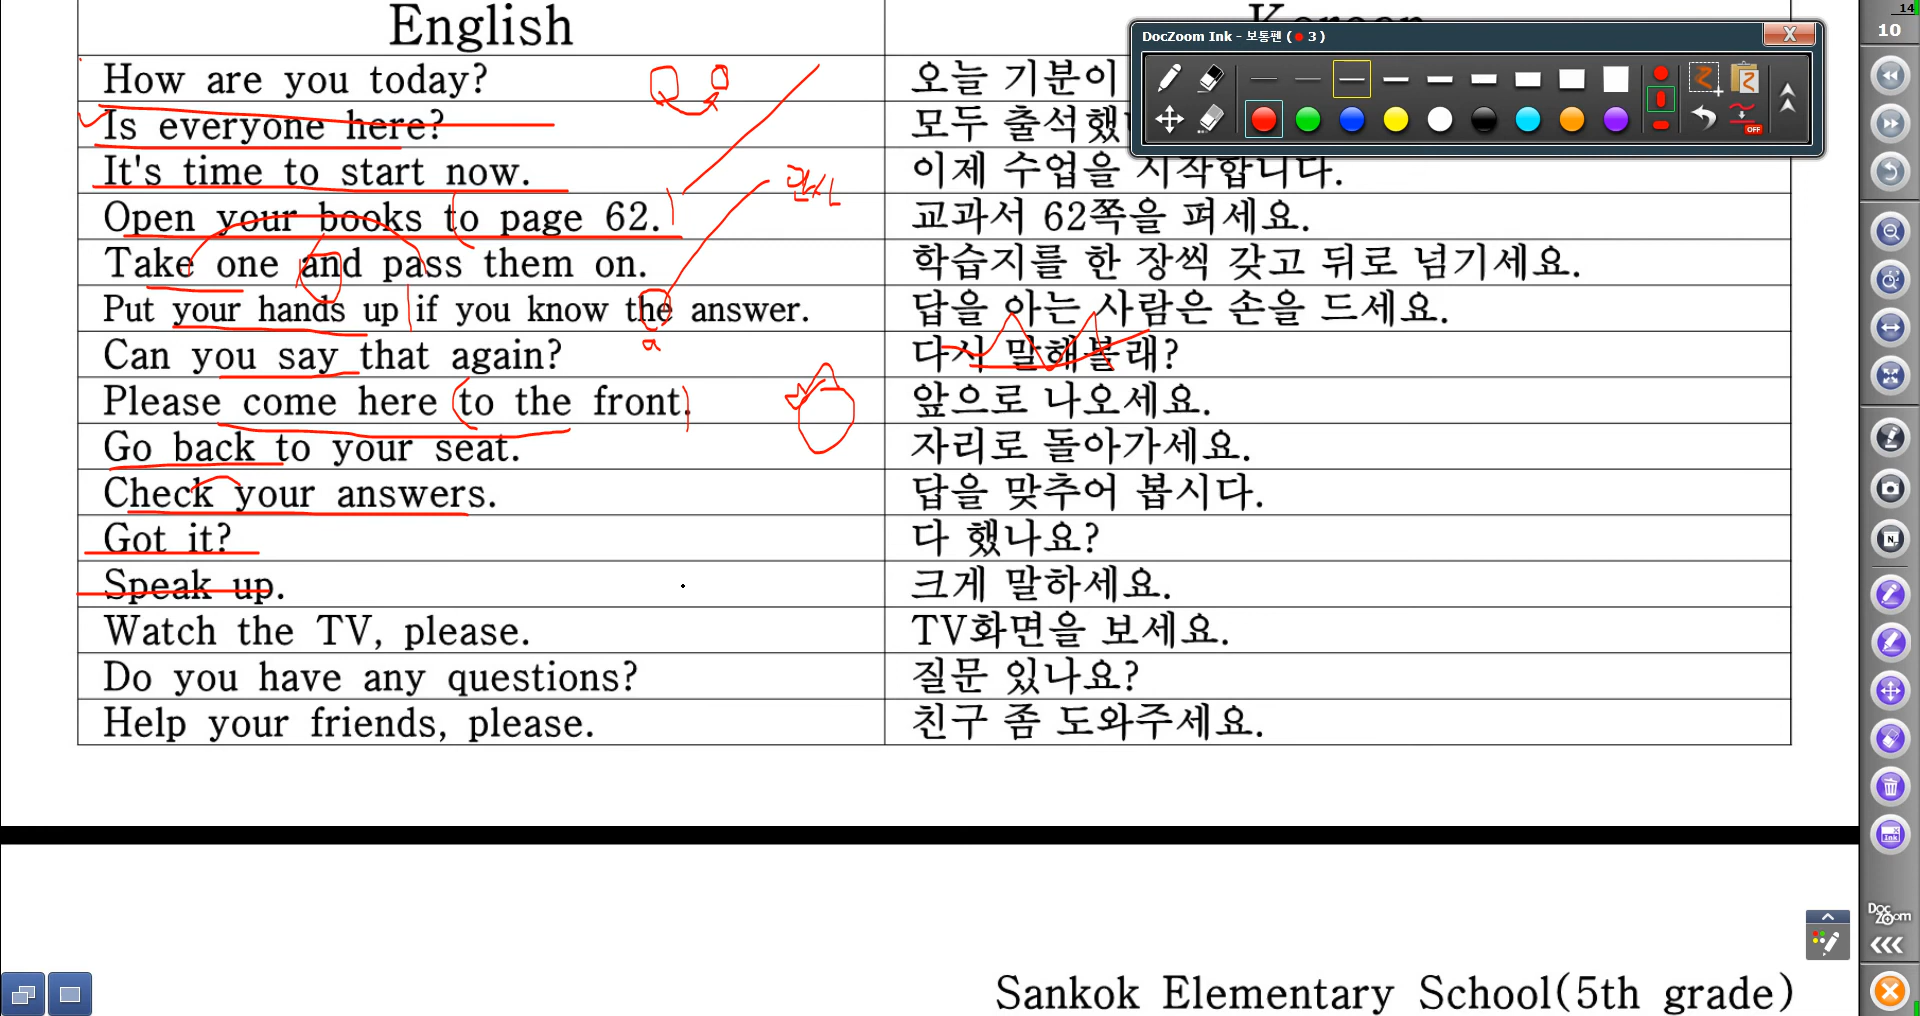 English
DocZoom Ink - 보통펜 ( 3 )
14
10
How are you today?
오늘 기분이
Is everyone here?
모두 출석했
OFF
It's time to start now.
이제 수업을 시작합니다.
관사
Open your books to page 62.
교과서 62쪽을 펴세요.
Take one and pass them on.
학습지를 한 장씩 갖고 뒤로 넘기세요.
Put your hands up if you know the answer.
답을 아는 사람은 손을 드세요.
a
Can you say that again?
다시 말해볼래?
Please come here to the front.
앞으로 나오세요.
Go back to your seat.
자리로 돌아가세요.
Check your answers.
답을 맞추어 봅시다.
Got it?
다 했나요?
Speak up.
크게 말하세요.
Watch the TV, please.
TV화면을 보세요.
Do you have any questions?
질문 있나요?
Help your friends, please.
친구 좀 도와주세요.
Doc
Zoom
Sankok Elementary School(5th grade)